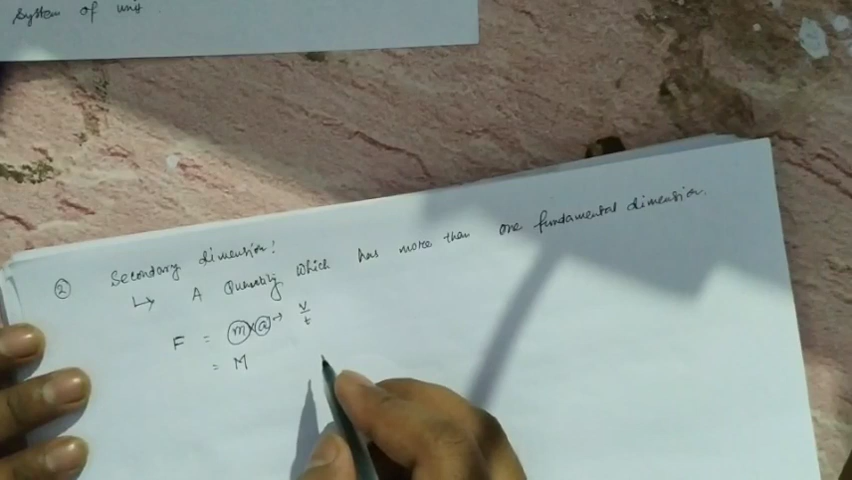 System of unit
② Secondary dimension!
↳ A Quantity which has more than one fundamental dimension.
F = m×a → v/t
= M